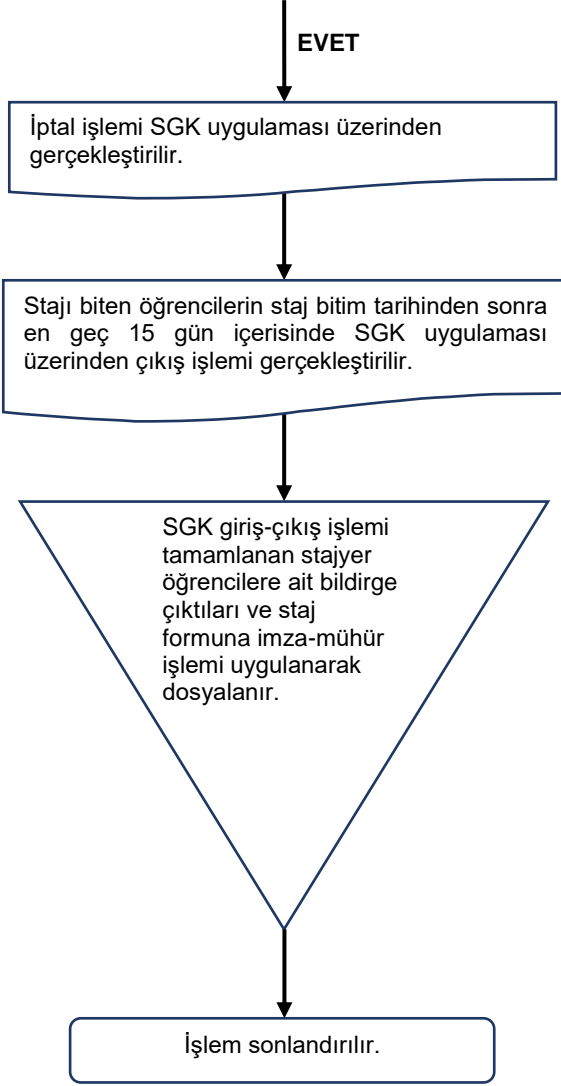 EVET
İptal işlemi SGK uygulaması üzerinden
gerçekleştirilir.
Stajı biten öğrencilerin staj bitim tarihinden sonra
en geç 15 gün içerisinde SGK uygulaması
üzerinden çıkış işlemi gerçekleştirilir.
SGK giriş-çıkış işlemi
tamamlanan stajyer
öğrencilere ait bildirge
çıktıları ve staj
formuna imza-mühür
işlemi uygulanarak
dosyalanır.
İşlem sonlandırılır.